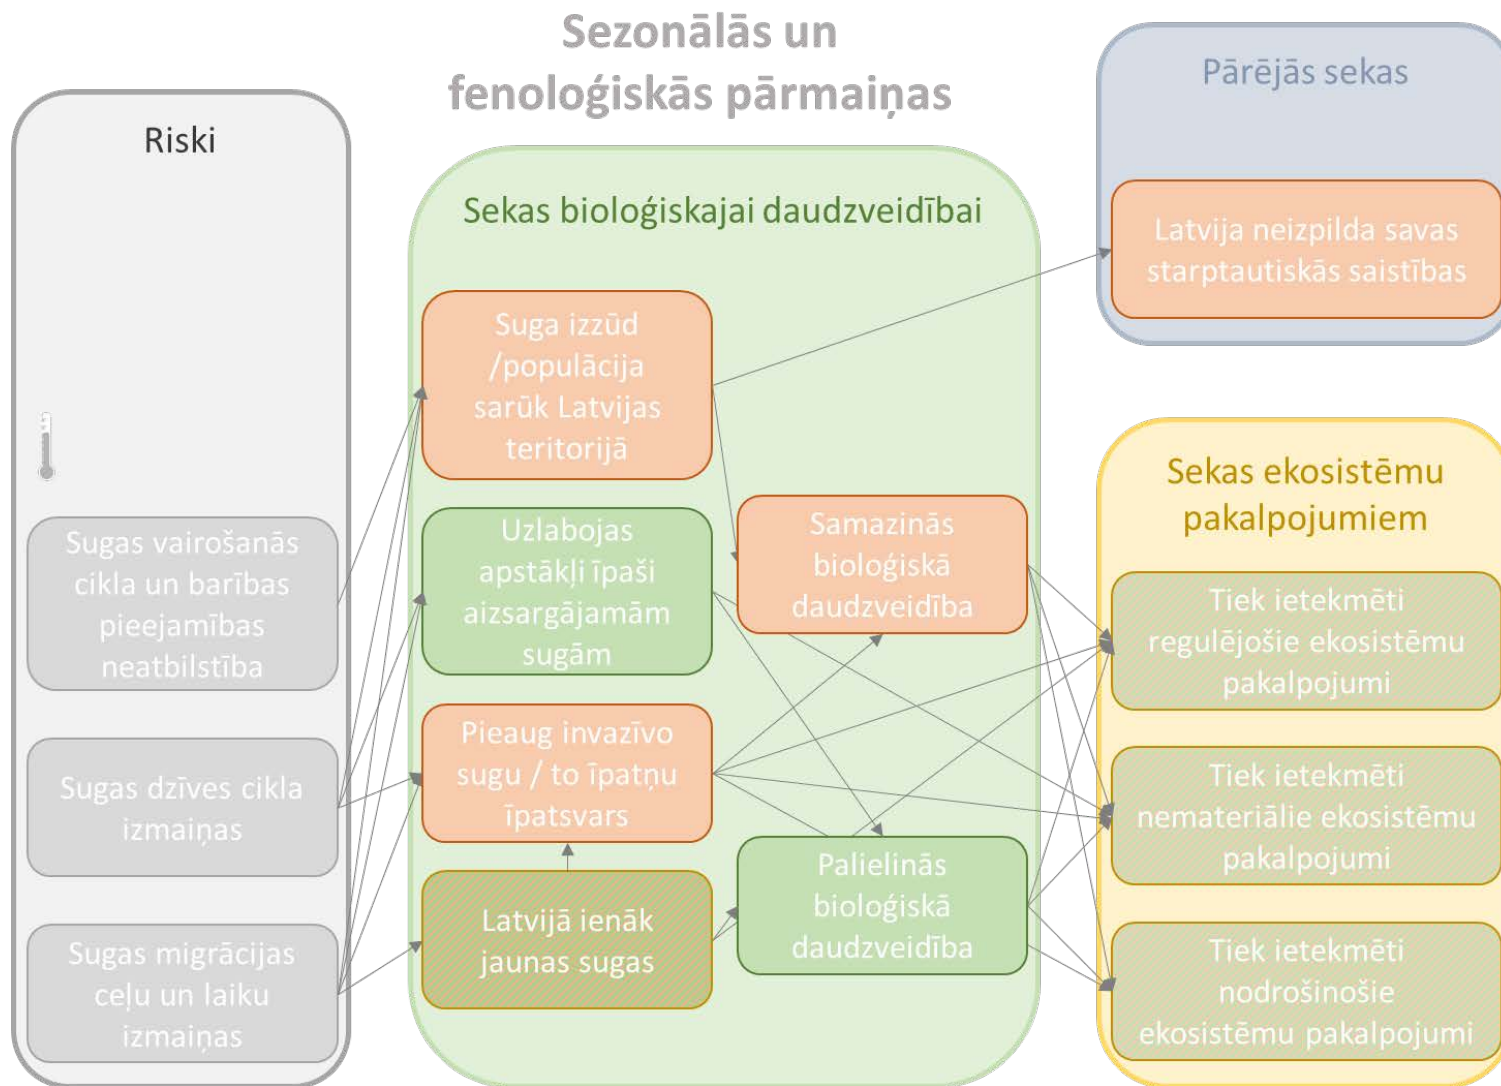 Sezonālās un
fenoloģiskās pārmaiņas
Riski
Sugas vairošanās
cikla un barības
pieejamības
neatbilstība
Sugas dzīves cikla
izmaiņas
Sugas migrācijas
ceļu un laiku
izmaiņas
Sekas bioloģiskajai daudzveidībai
Suga izzūd
/populācija
sarūk Latvijas
teritorijā
Uzlabojas
apstākļi īpaši
aizsargājamām
sugām
Pieaug invazīvo
sugu / to īpatņu
īpatsvars
Latvijā ienāk
jaunas sugas
Samazinās
bioloģiskā
daudzveidība
Palielinās
bioloģiskā
daudzveidība
Pārējās sekas
Latvija neizpilda savas
starptautiskās saistības
Sekas ekosistēmu
pakalpojumiem
Tiek ietekmēti
regulējošie ekosistēmu
pakalpojumi
Tiek ietekmēti
nemateriālie ekosistēmu
pakalpojumi
Tiek ietekmēti
nodrošinošie
ekosistēmu pakalpojumi